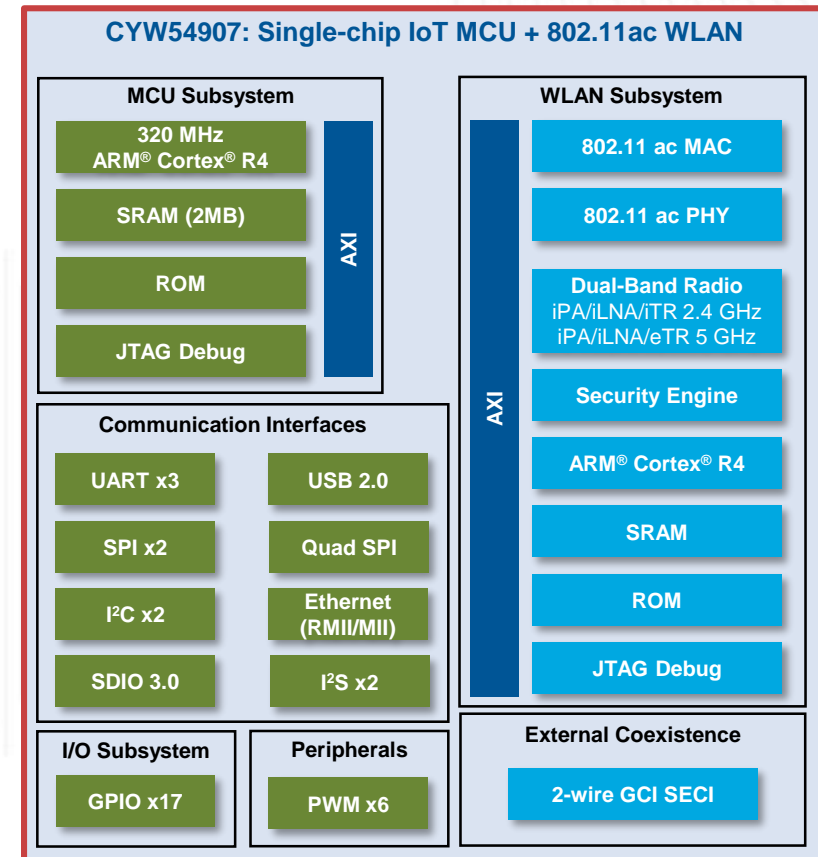 CYW54907: Single-chip IoT MCU + 802.11ac WLAN
MCU Subsystem
320 MHz
ARM® Cortex® R4
SRAM (2MB)
ROM
JTAG Debug
AXI
Communication Interfaces
UART x3
USB 2.0
SPI x2
Quad SPI
I²C x2
Ethernet
(RMII/MII)
SDIO 3.0
I²S x2
I/O Subsystem
GPIO x17
Peripherals
PWM x6
WLAN Subsystem
AXI
802.11 ac MAC
802.11 ac PHY
Dual-Band Radio
iPA/iLNA/iTR 2.4 GHz
iPA/iLNA/eTR 5 GHz
Security Engine
ARM® Cortex® R4
SRAM
ROM
JTAG Debug
External Coexistence
2-wire GCI SECI